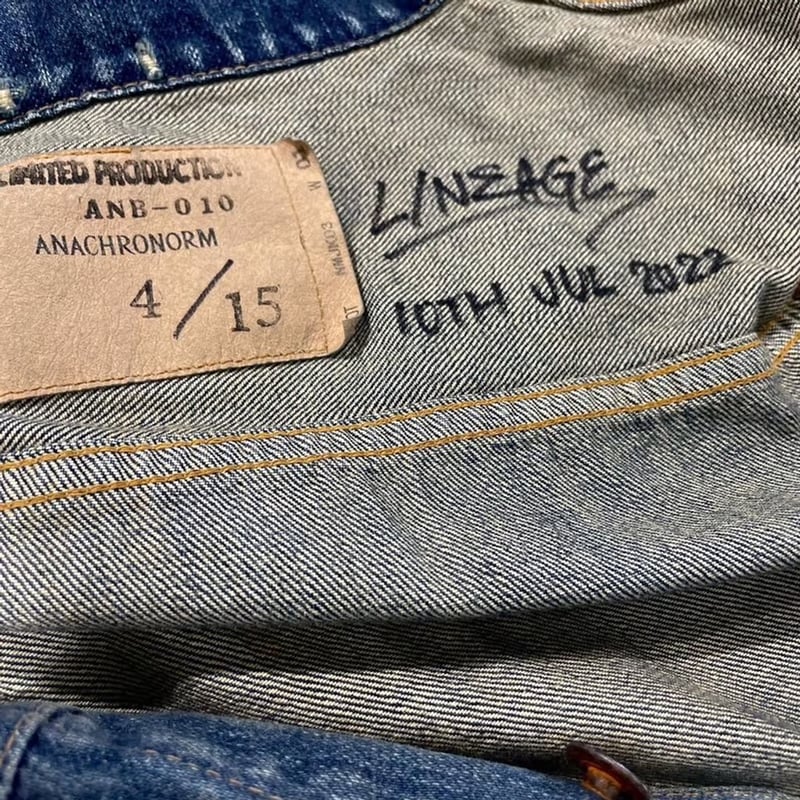 LIMITED PRODUCTION
ANB-010
ANACHRONORM
4/15
LINEAGE
10TH JUL 2022